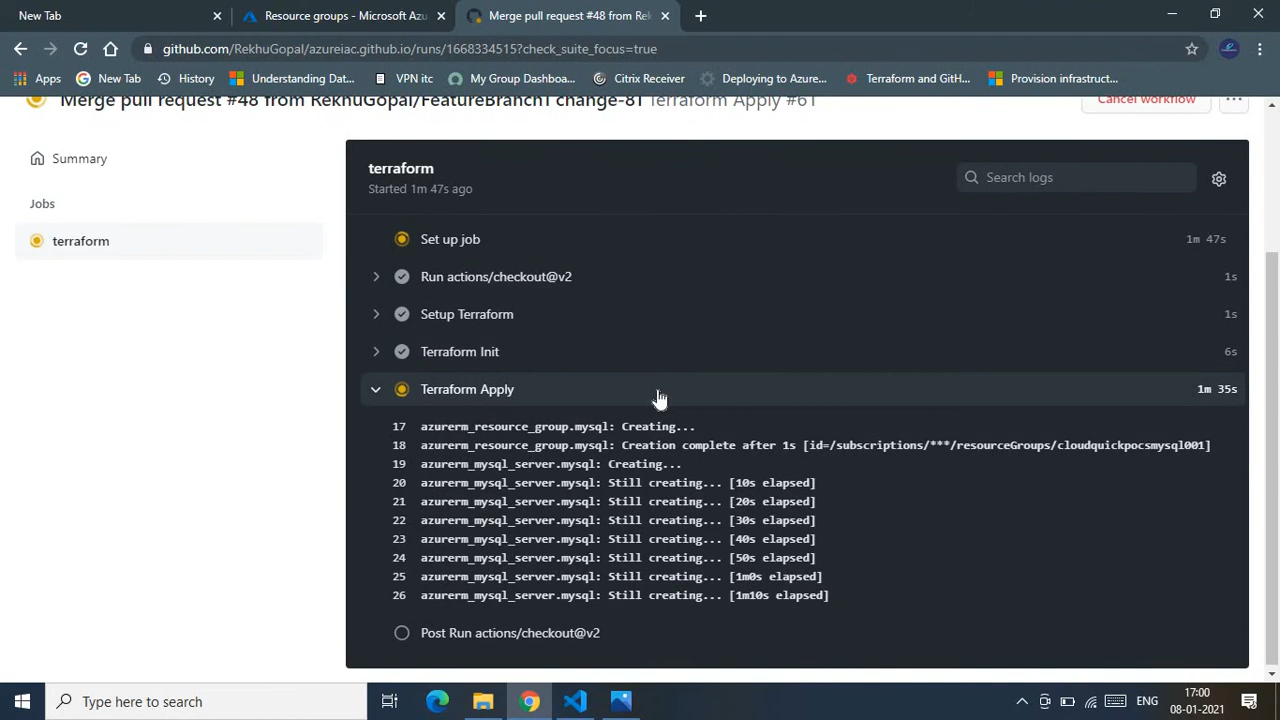 New Tab
Resource groups - Microsoft Azu
Merge pull request #48 from Rekh
github.com/RekhuGopal/azureiac.github.io/runs/1668334515?check_suite_focus=true
Apps
New Tab
History
Understanding Dat...
VPN itc
My Group Dashboa...
Citrix Receiver
Deploying to Azure...
Terraform and GitH...
Provision infrastruct...
Merge pull request #48 from RekhuGopal/FeatureBranch1 change-81 Terraform Apply #61
Cancel workflow
...
Summary
Jobs
terraform
terraform
Started 1m 47s ago
Search logs
Set up job 1m 47s
Run actions/checkout@v2 1s
Setup Terraform 1s
Terraform Init 6s
Terraform Apply 1m 35s
17 azurerm_resource_group.mysql: Creating...
18 azurerm_resource_group.mysql: Creation complete after 1s [id=/subscriptions/***/resourceGroups/cloudquickpocsmysql001]
19 azurerm_mysql_server.mysql: Creating...
20 azurerm_mysql_server.mysql: Still creating... [10s elapsed]
21 azurerm_mysql_server.mysql: Still creating... [20s elapsed]
22 azurerm_mysql_server.mysql: Still creating... [30s elapsed]
23 azurerm_mysql_server.mysql: Still creating... [40s elapsed]
24 azurerm_mysql_server.mysql: Still creating... [50s elapsed]
25 azurerm_mysql_server.mysql: Still creating... [1m0s elapsed]
26 azurerm_mysql_server.mysql: Still creating... [1m10s elapsed]
Post Run actions/checkout@v2
Type here to search
ENG
17:00
08-01-2021